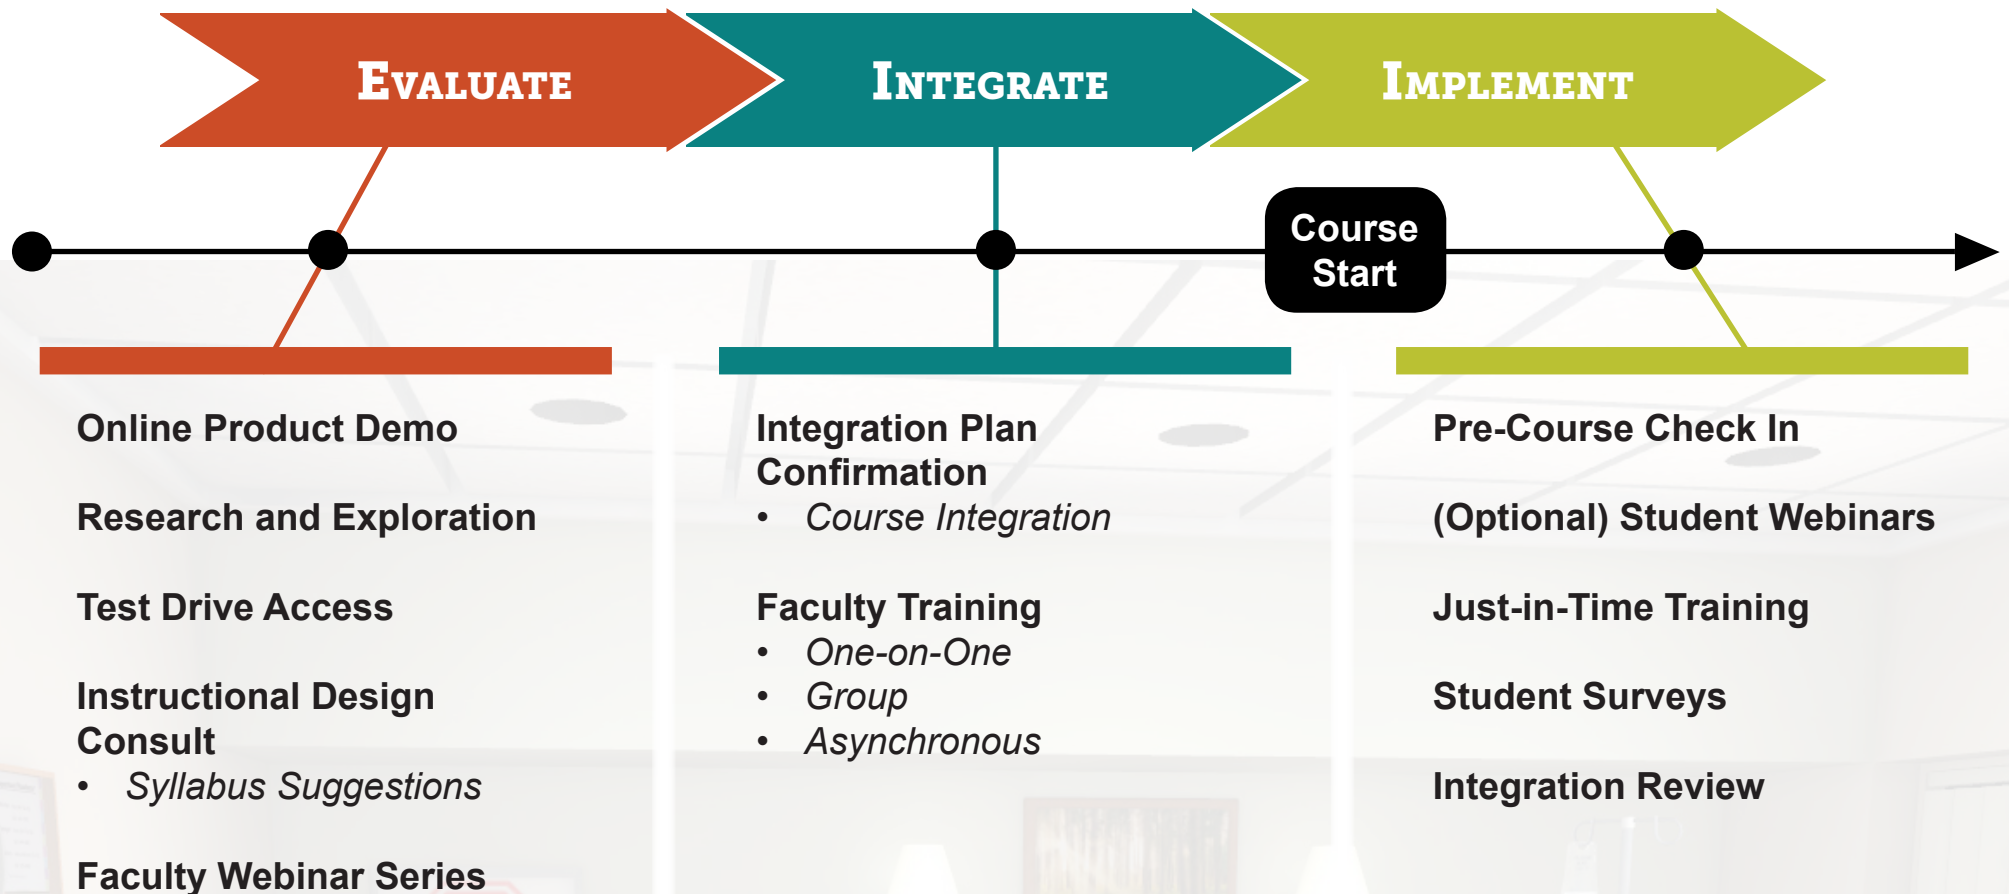 EVALUATE
INTEGRATE
IMPLEMENT
Course
Start
Online Product Demo
Research and Exploration
Test Drive Access
Instructional Design
Consult
• Syllabus Suggestions
Faculty Webinar Series
Integration Plan
Confirmation
• Course Integration
Faculty Training
• One-on-One
• Group
• Asynchronous
Pre-Course Check In
(Optional) Student Webinars
Just-in-Time Training
Student Surveys
Integration Review